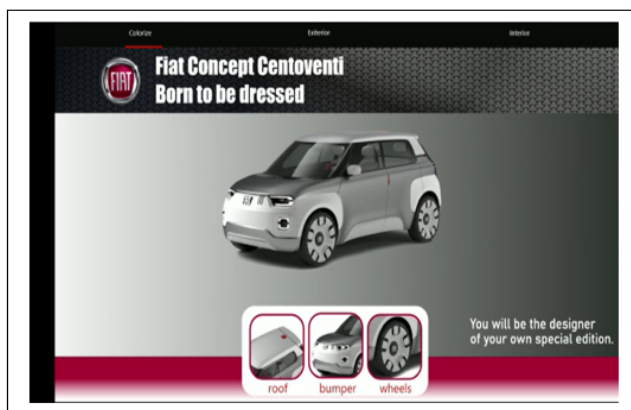 Colorize
Exterior
Interior
FIAT
Fiat Concept Centoventi
Born to be dressed
You will be the designer
of your own special edition.
roof
bumper
wheels